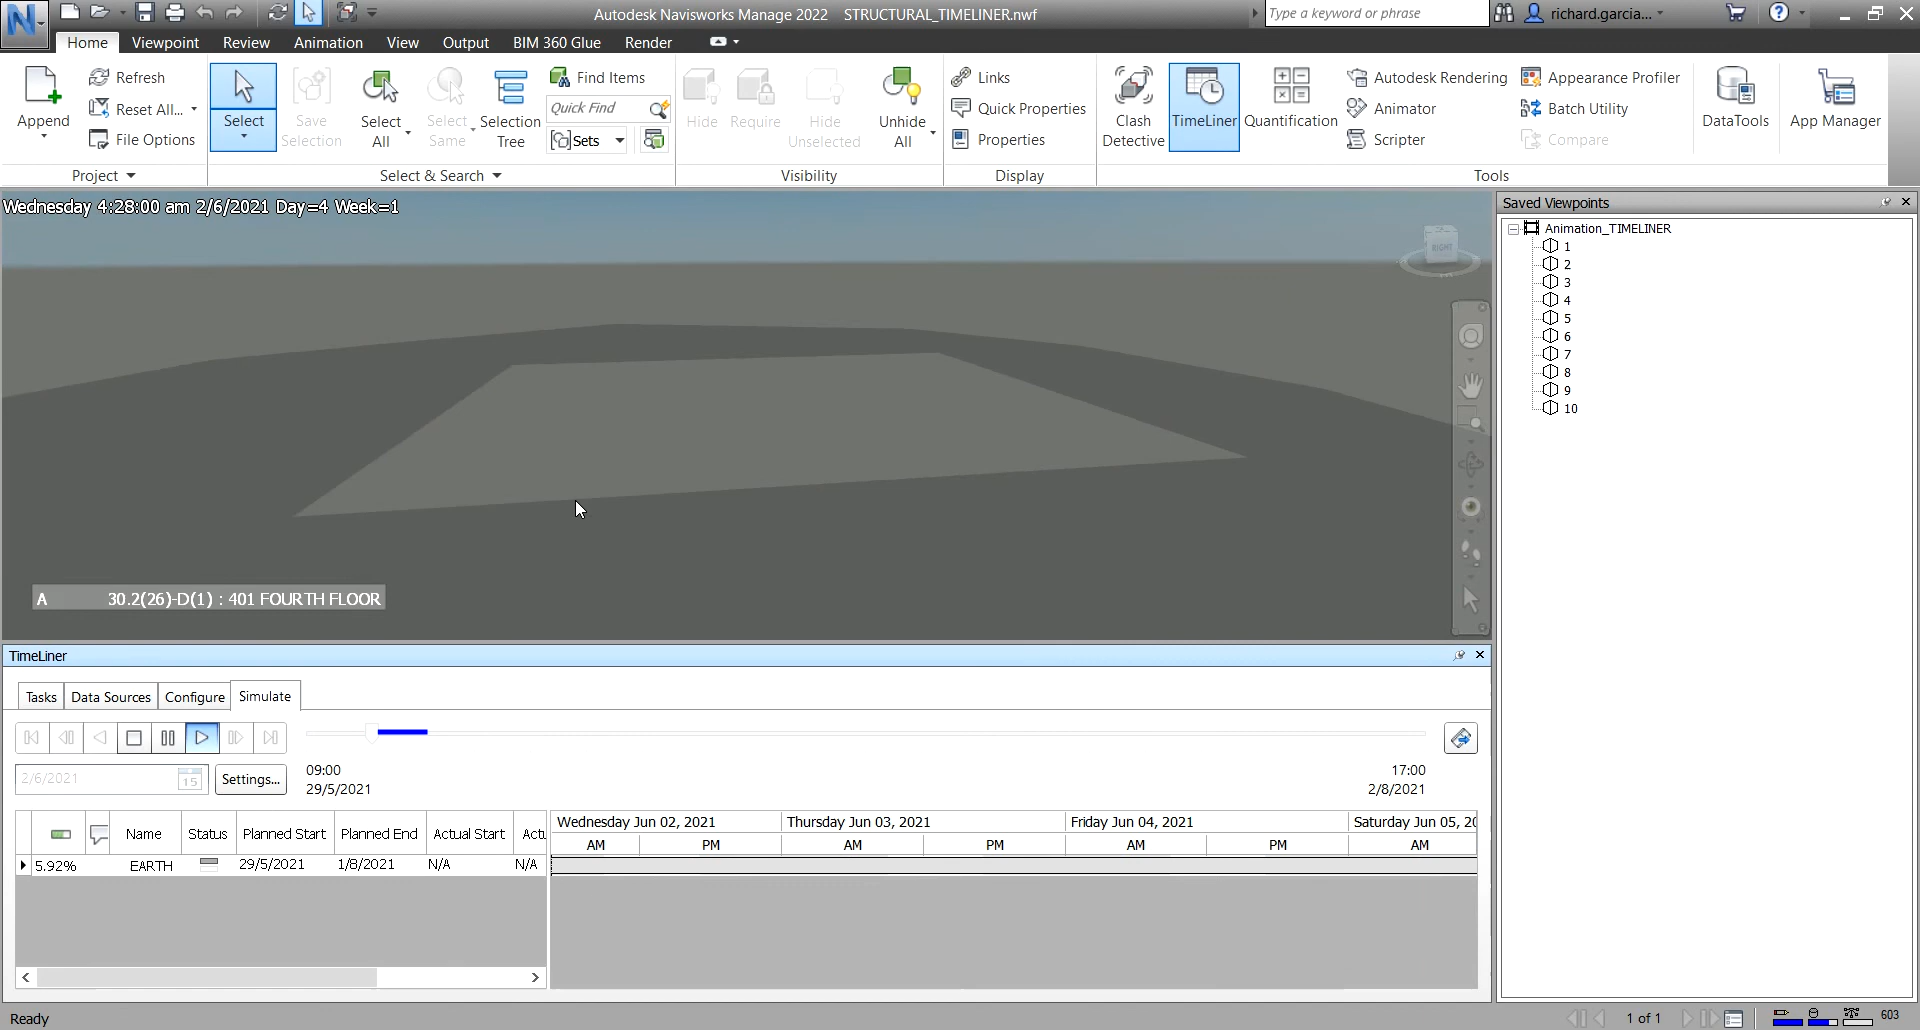 Autodesk Navisworks Manage 2022 STRUCTURAL_TIMELINER.nwf
Type a keyword or phrase
richard.garcia...
Home Viewpoint Review Animation View Output BIM 360 Glue Render
Append
Refresh
Reset All...
File Options
Project
Select
Save Selection
Select All
Select Same
Selection Tree
Find Items
Quick Find
Sets
Select & Search
Hide
Require
Hide Unselected
Unhide All
Visibility
Links
Quick Properties
Properties
Display
Clash Detective
TimeLiner
Quantification
Autodesk Rendering
Animator
Scripter
Appearance Profiler
Batch Utility
Compare
DataTools
App Manager
Tools
Wednesday 4:28:00 am 2/6/2021 Day=4 Week=1
RIGHT
A 30.2(26)-D(1) : 401 FOURTH FLOOR
Saved Viewpoints
Animation_TIMELINER
1
2
3
4
5
6
7
8
9
10
TimeLiner
Tasks Data Sources Configure Simulate
2/6/2021 15 Settings...
09:00
29/5/2021
17:00
2/8/2021
Name Status Planned Start Planned End Actual Start Actu
5.92% EARTH 29/5/2021 1/8/2021 N/A N/A
Wednesday Jun 02, 2021 Thursday Jun 03, 2021 Friday Jun 04, 2021 Saturday Jun 05, 20
AM PM AM PM AM PM AM
Ready
1 of 1
603